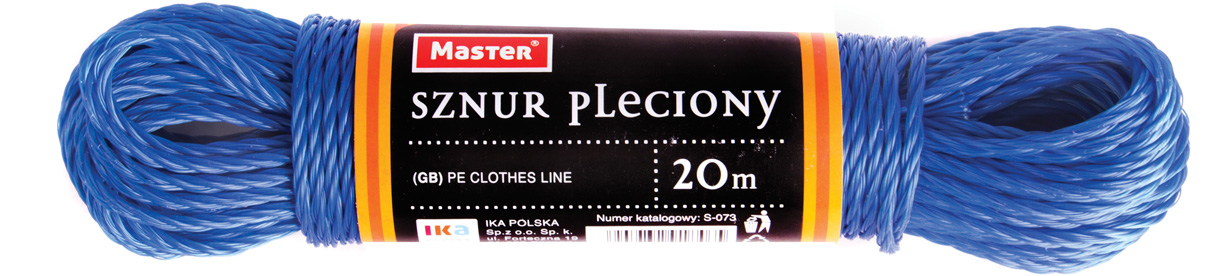 MASTER®
SZNUR PLECIONY
(GB) PE CLOTHES LINE
20m
IKA
IKA POLSKA
Sp.z o.o. Sp. k.
ul. Forteczna 19
Numer katalogowy: S-073